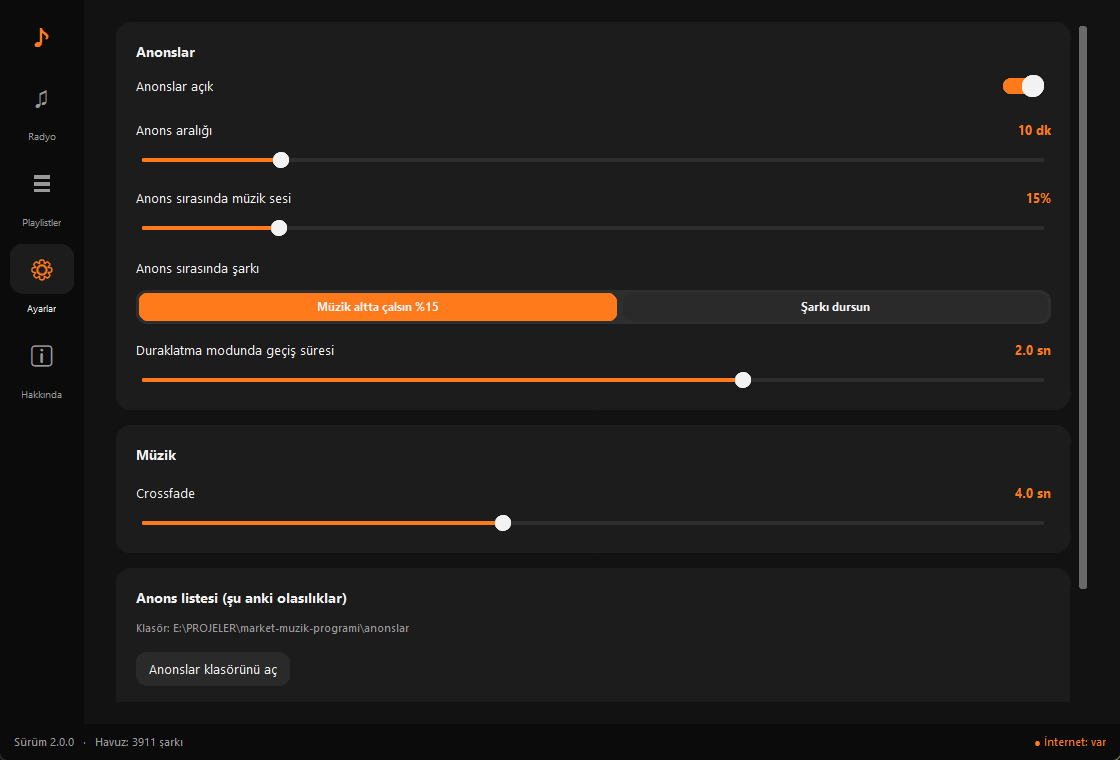 Radyo
Playlistler
Ayarlar
Hakkında
Anonslar
Anonslar açık
Anons aralığı
10 dk
Anons sırasında müzik sesi
15%
Anons sırasında şarkı
Müzik altta çalsın %15
Şarkı dursun
Duraklatma modunda geçiş süresi
2.0 sn
Müzik
Crossfade
4.0 sn
Anons listesi (şu anki olasılıklar)
Klasör: E:\PROJELER\market-muzik-programi\anonslar
Anonslar klasörünü aç
Sürüm 2.0.0 · Havuz: 3911 şarkı
● İnternet: var